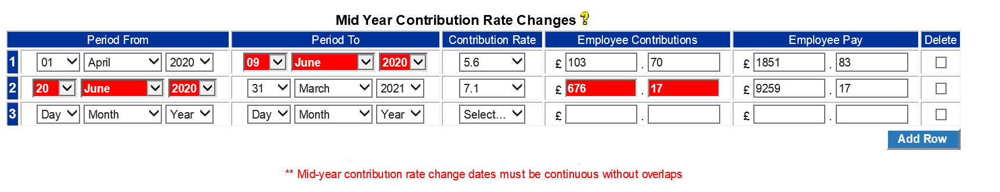 Mid Year Contribution Rate Changes ?
Period From Period To Contribution Rate Employee Contributions Employee Pay Delete
1 01 April 2020 09 June 2020 5.6 £ 103 . 70 £ 1851 . 83
2 20 June 2020 31 March 2021 7.1 £ 676 . 17 £ 9259 . 17
3 Day Month Year Day Month Year Select... £ . £ .
Add Row
** Mid-year contribution rate change dates must be continuous without overlaps